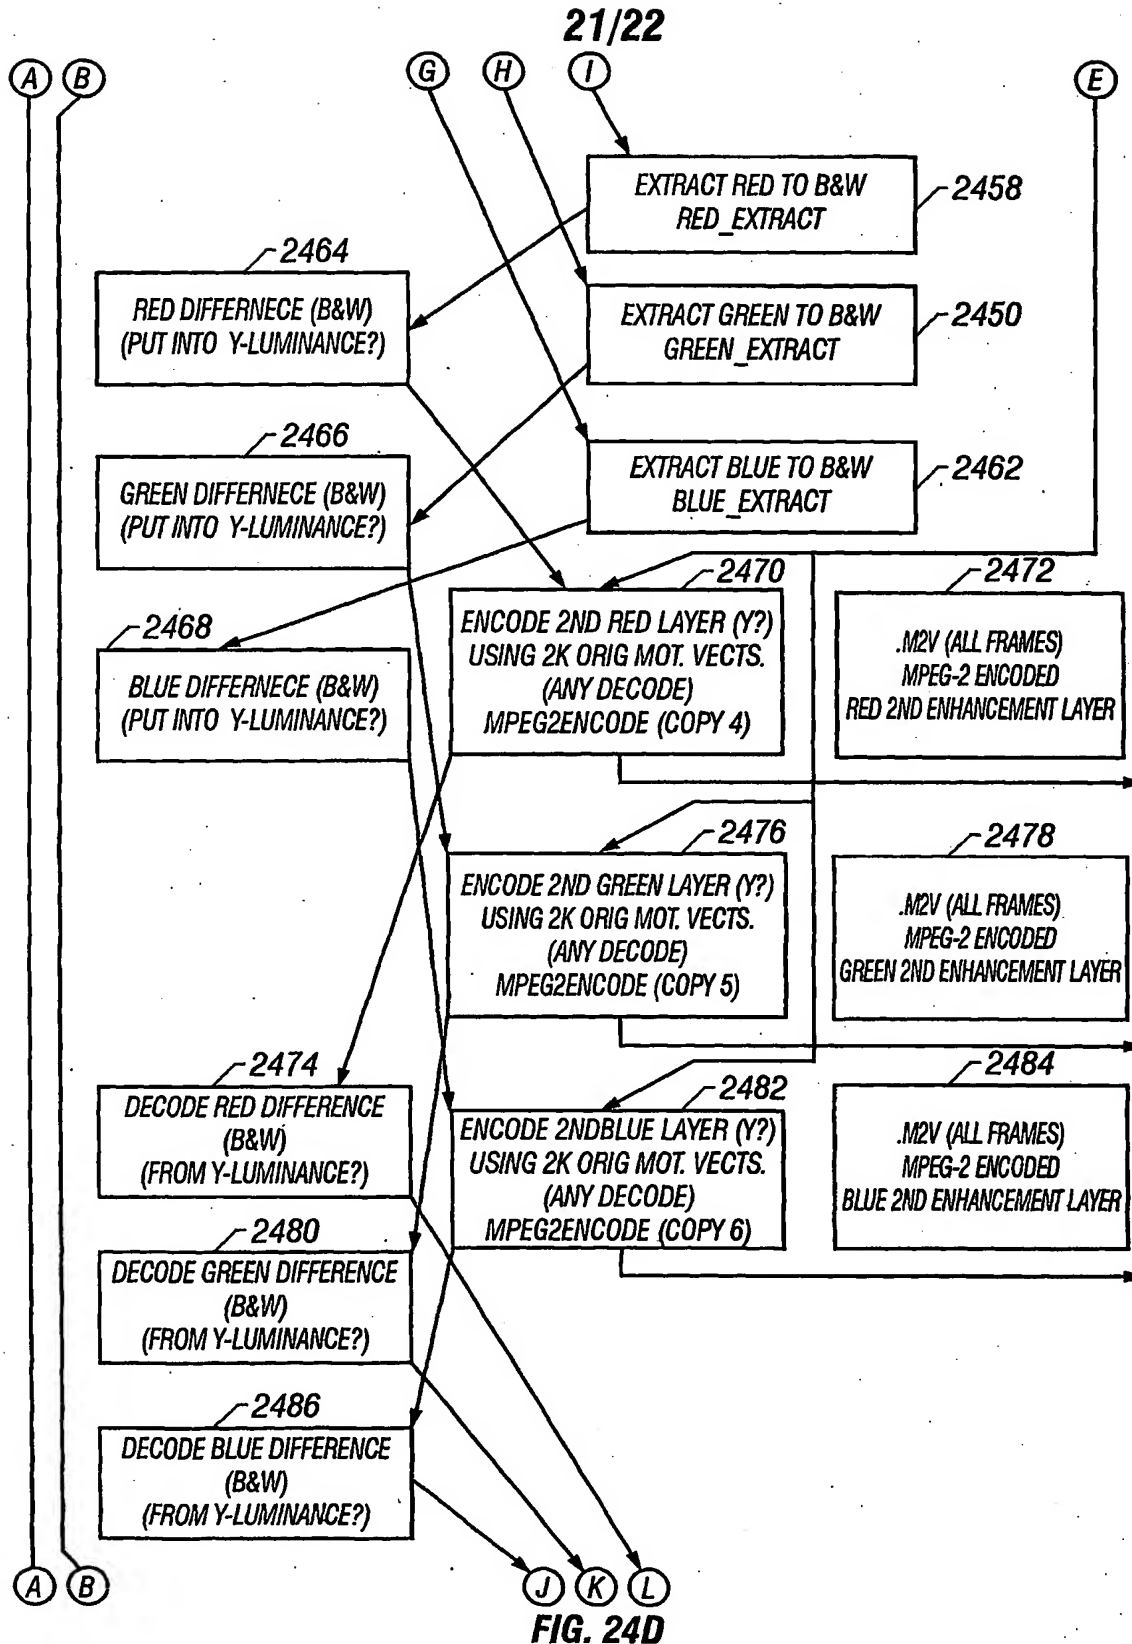 21/22
A B G H I E
EXTRACT RED TO B&W
RED_EXTRACT
2458
2464
RED DIFFERNECE (B&W)
(PUT INTO Y-LUMINANCE?)
EXTRACT GREEN TO B&W
GREEN_EXTRACT
2450
2466
GREEN DIFFERNECE (B&W)
(PUT INTO Y-LUMINANCE?)
EXTRACT BLUE TO B&W
BLUE_EXTRACT
2462
2468
BLUE DIFFERNECE (B&W)
(PUT INTO Y-LUMINANCE?)
2470
ENCODE 2ND RED LAYER (Y?)
USING 2K ORIG MOT. VECTS.
(ANY DECODE)
MPEG2ENCODE (COPY 4)
2472
.M2V (ALL FRAMES)
MPEG-2 ENCODED
RED 2ND ENHANCEMENT LAYER
2476
ENCODE 2ND GREEN LAYER (Y?)
USING 2K ORIG MOT. VECTS.
(ANY DECODE)
MPEG2ENCODE (COPY 5)
2478
.M2V (ALL FRAMES)
MPEG-2 ENCODED
GREEN 2ND ENHANCEMENT LAYER
2474
DECODE RED DIFFERENCE
(B&W)
(FROM Y-LUMINANCE?)
2482
ENCODE 2NDBLUE LAYER (Y?)
USING 2K ORIG MOT. VECTS.
(ANY DECODE)
MPEG2ENCODE (COPY 6)
2484
.M2V (ALL FRAMES)
MPEG-2 ENCODED
BLUE 2ND ENHANCEMENT LAYER
2480
DECODE GREEN DIFFERENCE
(B&W)
(FROM Y-LUMINANCE?)
2486
DECODE BLUE DIFFERENCE
(B&W)
(FROM Y-LUMINANCE?)
A B J K L
FIG. 24D